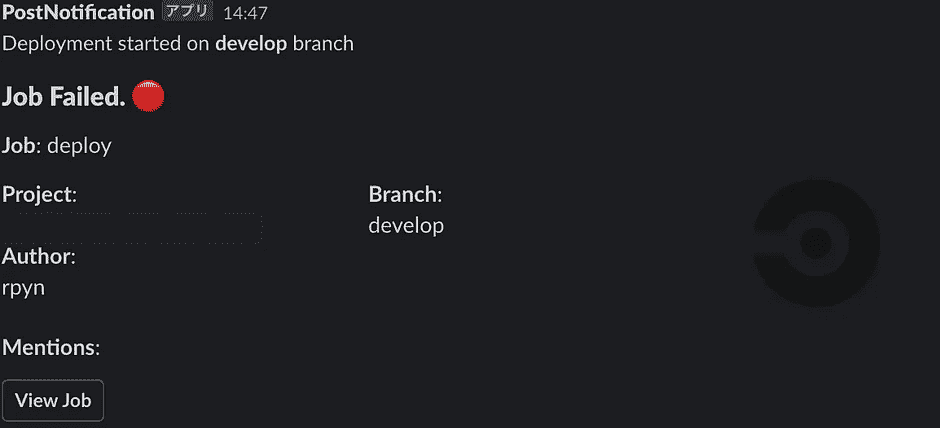 PostNotification アプリ 14:47
Deployment started on develop branch
Job Failed.
Job: deploy
Project:
Branch:
develop
Author:
rpyn
Mentions:
View Job